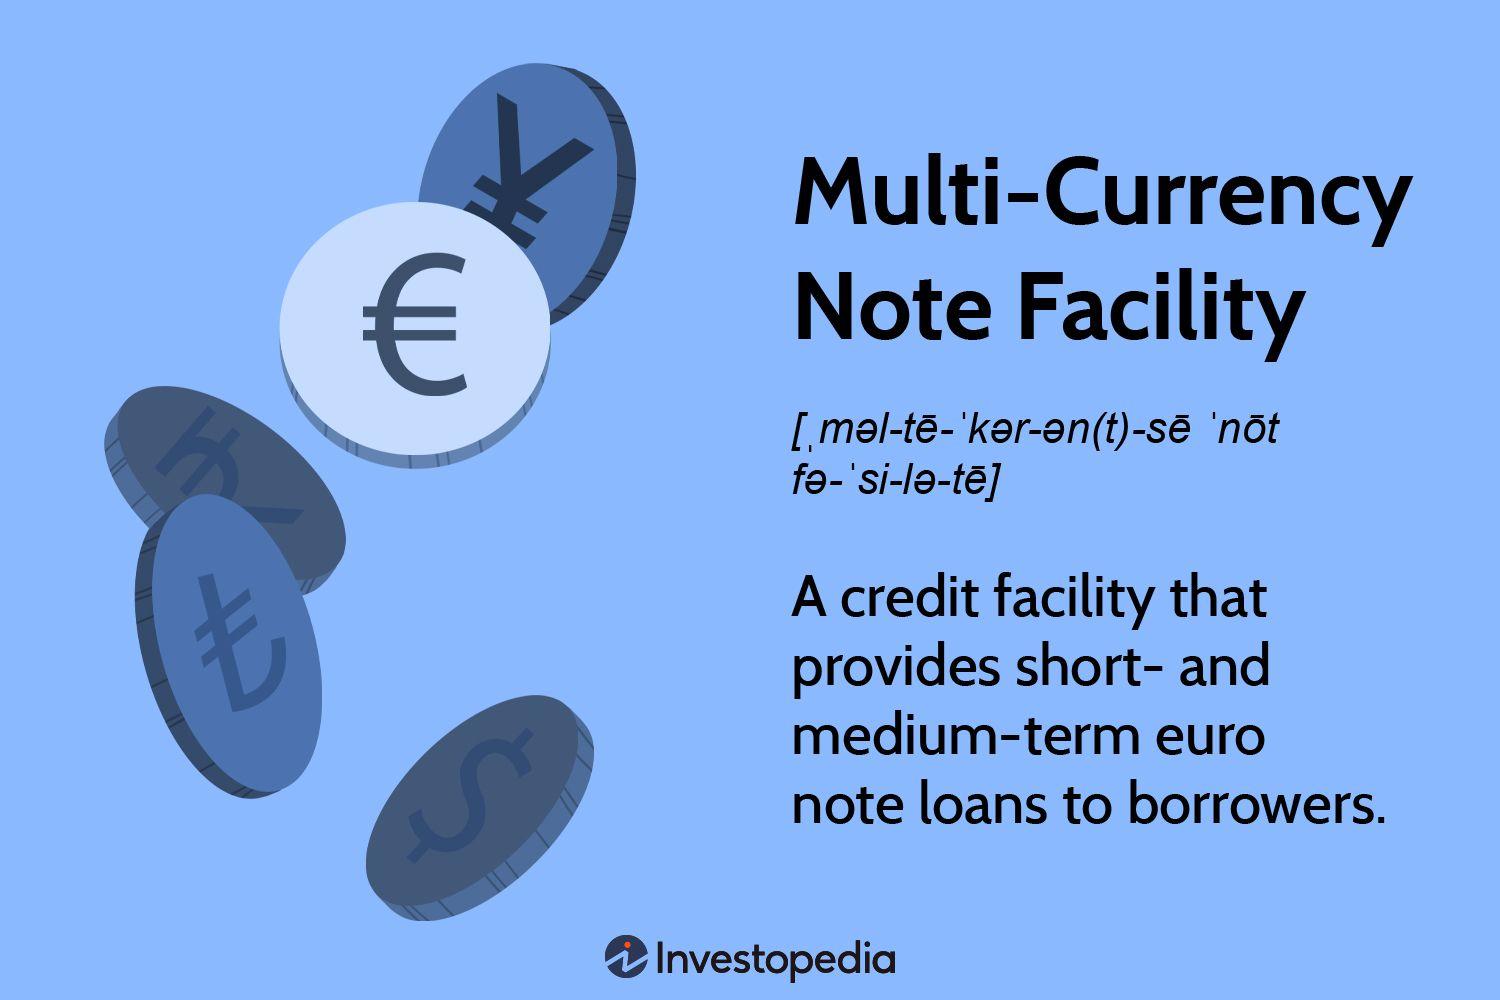 ¥
€
₹
₺
$
Multi-Currency
Note Facility
[ˌməl-tē-ˈkər-ən(t)-sē ˈnōt
fə-ˈsi-lə-tē]
A credit facility that
provides short- and
medium-term euro
note loans to borrowers.
Investopedia